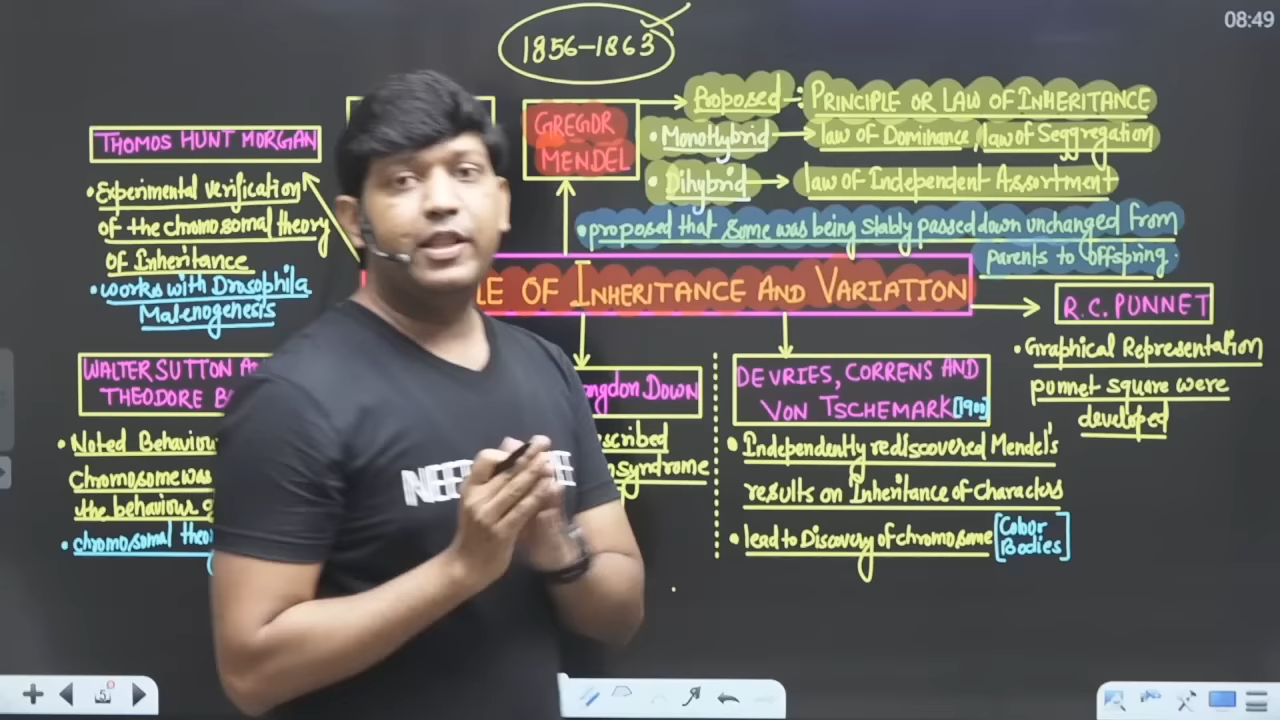 08:49
1856-1863
GREGOR
MENDEL
Proposed : PRINCIPLE OR LAW OF INHERITANCE
• MonoHybrid → law of Dominance, law of Seggregation
• Dihybrid → law of Independent Assortment
• proposed that some was being stably passed down unchanged from
parents to offspring.
THOMOS HUNT MORGAN
• Experimental verification
of the chromosomal theory
of Inheritance
• works with Drasophila
Malenogenesis
LE OF INHERITANCE AND VARIATION
R.C. PUNNET
• Graphical Representation
punnet square were
developed
WALTER SUTTON
THEODORE
• Noted Behaviou
Chromosome was
the behaviour
• chromosomal theo
ngdon Down
scribed
syndrome
DEVRIES, CORRENS AND
VON TSCHEMARK [1900]
• Independently rediscovered Mendel's
results on Inheritance of Characters
• lead to Discovery of chromosome [Colour
Bodies]
NEE